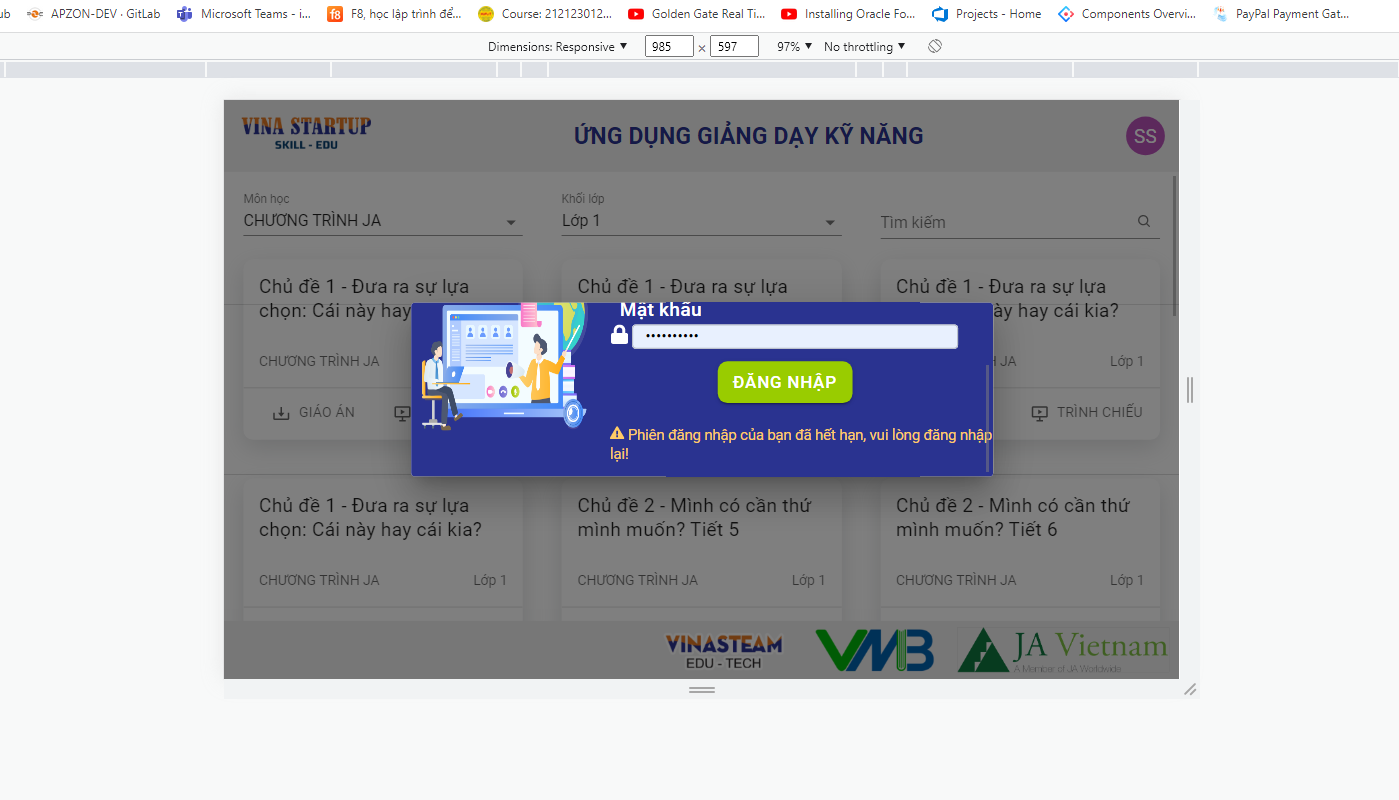 ub
APZON-DEV · GitLab
Microsoft Teams - i...
F8, học lập trình để...
Course: 212123012...
Golden Gate Real Ti...
Installing Oracle Fo...
Projects - Home
Components Overvi...
PayPal Payment Gat...
Dimensions: Responsive
985
×
597
97%
No throttling
VINA STARTUP
SKILL - EDU
ỨNG DỤNG GIẢNG DẠY KỸ NĂNG
SS
Môn học
CHƯƠNG TRÌNH JA
Khối lớp
Lớp 1
Tìm kiếm
Chủ đề 1 - Đưa ra sự lựa
chọn: Cái này hay
CHƯƠNG TRÌNH JA
GIÁO ÁN
Chủ đề 1 - Đưa ra sự lựa
Chủ đề 1 - Đưa ra sự lựa
này hay cái kia?
JA
Lớp 1
TRÌNH CHIẾU
Mật khẩu
ĐĂNG NHẬP
Phiên đăng nhập của bạn đã hết hạn, vui lòng đăng nhập
lại!
Chủ đề 1 - Đưa ra sự lựa
chọn: Cái này hay cái kia?
CHƯƠNG TRÌNH JA
Lớp 1
Chủ đề 2 - Mình có cần thứ
mình muốn? Tiết 5
CHƯƠNG TRÌNH JA
Lớp 1
Chủ đề 2 - Mình có cần thứ
mình muốn? Tiết 6
CHƯƠNG TRÌNH JA
Lớp 1
VINASTEAM
EDU - TECH
VMB
JA Vietnam
A Member of JA Worldwide